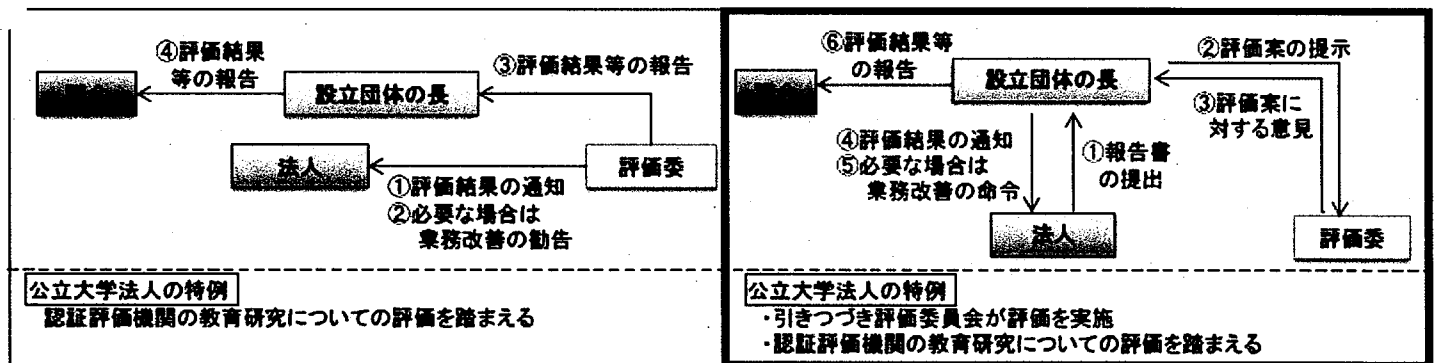 ④評価結果
等の報告
設立団体の長
③評価結果等の報告
法人
評価委
①評価結果の通知
②必要な場合は
業務改善の勧告
公立大学法人の特例
認証評価機関の教育研究についての評価を踏まえる
⑥評価結果等
の報告
設立団体の長
②評価案の提示
③評価案に
対する意見
④評価結果の通知
⑤必要な場合は
業務改善の命令
①報告書
の提出
法人
評価委
公立大学法人の特例
・引きつづき評価委員会が評価を実施
・認証評価機関の教育研究についての評価を踏まえる